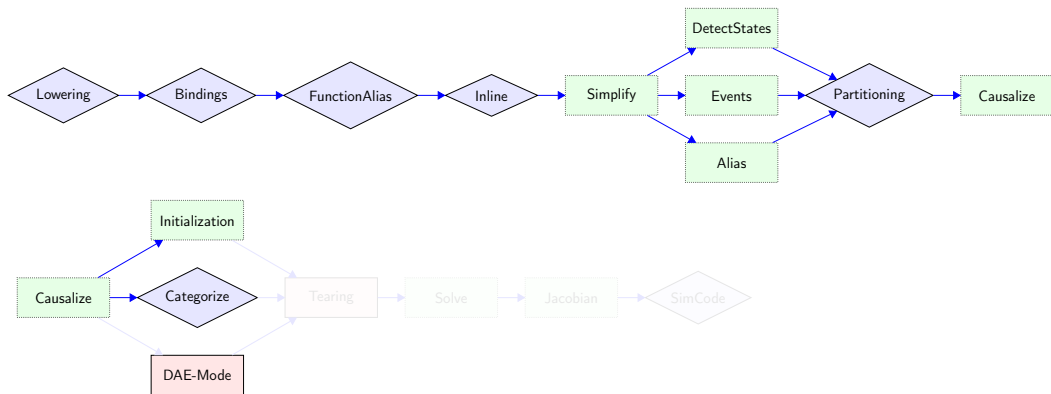 DetectStates
Lowering
Bindings
FunctionAlias
Inline
Simplify
Events
Partitioning
Causalize
Alias
Initialization
Causalize
Categorize
Tearing
Solve
Jacobian
SimCode
DAE-Mode